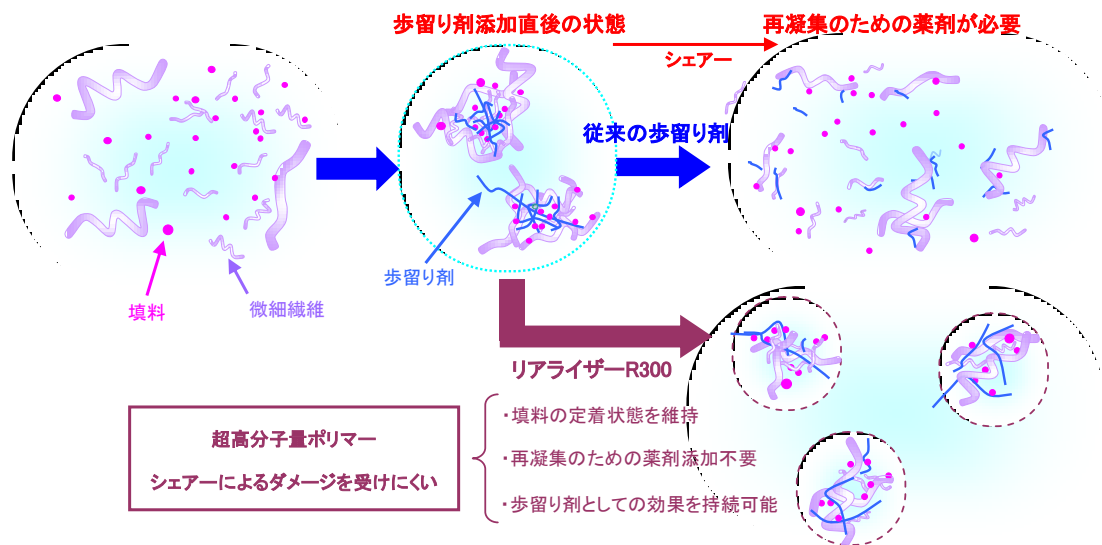 歩留り剤添加直後の状態
再凝集のための薬剤が必要
シェアー
従来の歩留り剤
歩留り剤
填料
微細繊維
リアライザーR300
超高分子量ポリマー
シェアーによるダメージを受けにくい
・填料の定着状態を維持
・再凝集のための薬剤添加不要
・歩留り剤としての効果を持続可能